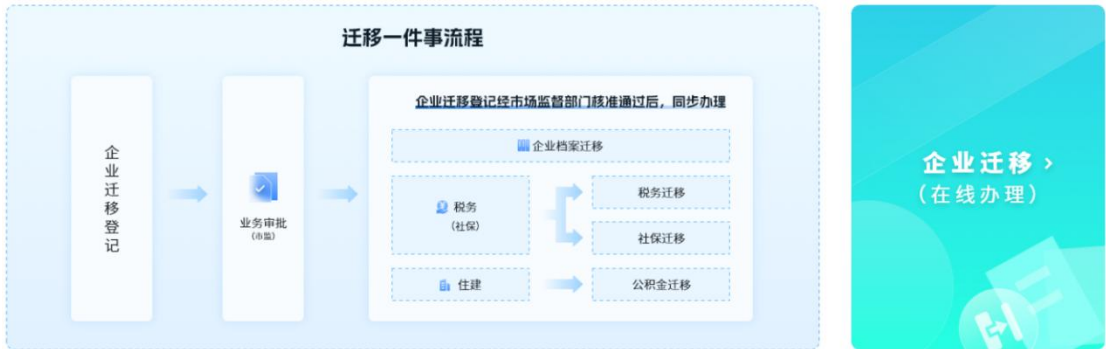 迁移一件事流程
企业迁移登记
业务审批
(市监)
企业迁移登记经市场监督部门核准通过后，同步办理
企业档案迁移
税务
(社保)
税务迁移
社保迁移
住建
公积金迁移
企业迁移 ›
(在线办理)